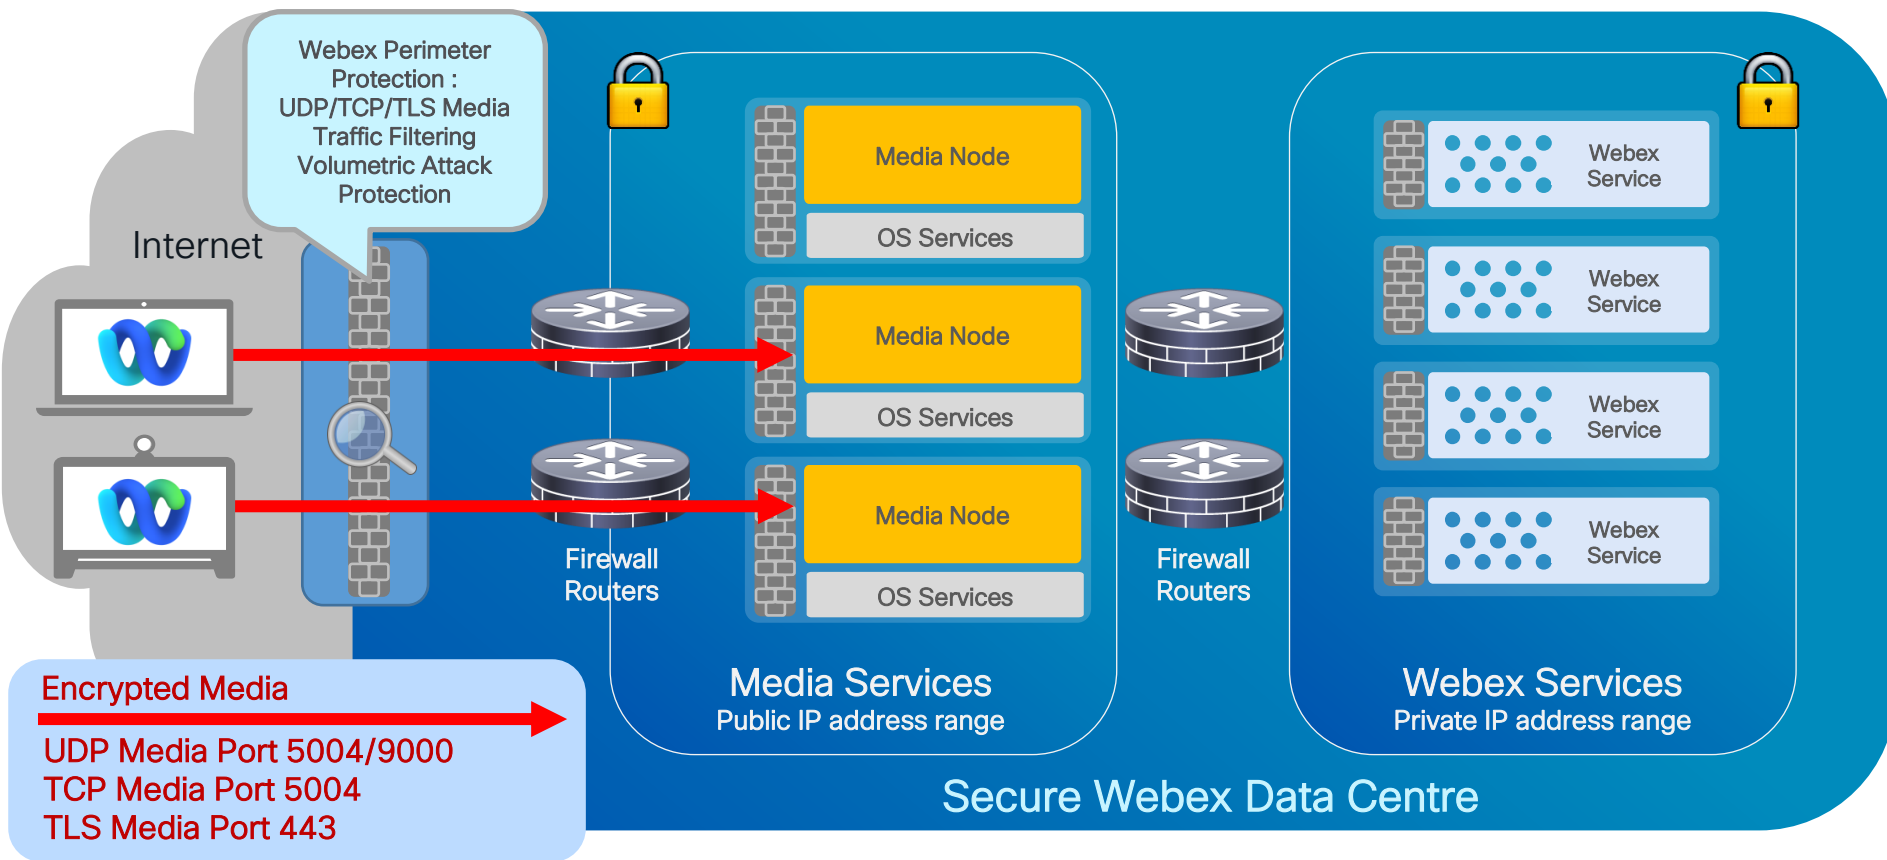 Webex Perimeter
Protection :
UDP/TCP/TLS Media
Traffic Filtering
Volumetric Attack
Protection
Internet
Media Node
OS Services
Media Node
OS Services
Media Node
OS Services
Firewall
Routers
Firewall
Routers
Webex
Service
Webex
Service
Webex
Service
Webex
Service
Media Services
Public IP address range
Webex Services
Private IP address range
Encrypted Media
UDP Media Port 5004/9000
TCP Media Port 5004
TLS Media Port 443
Secure Webex Data Centre